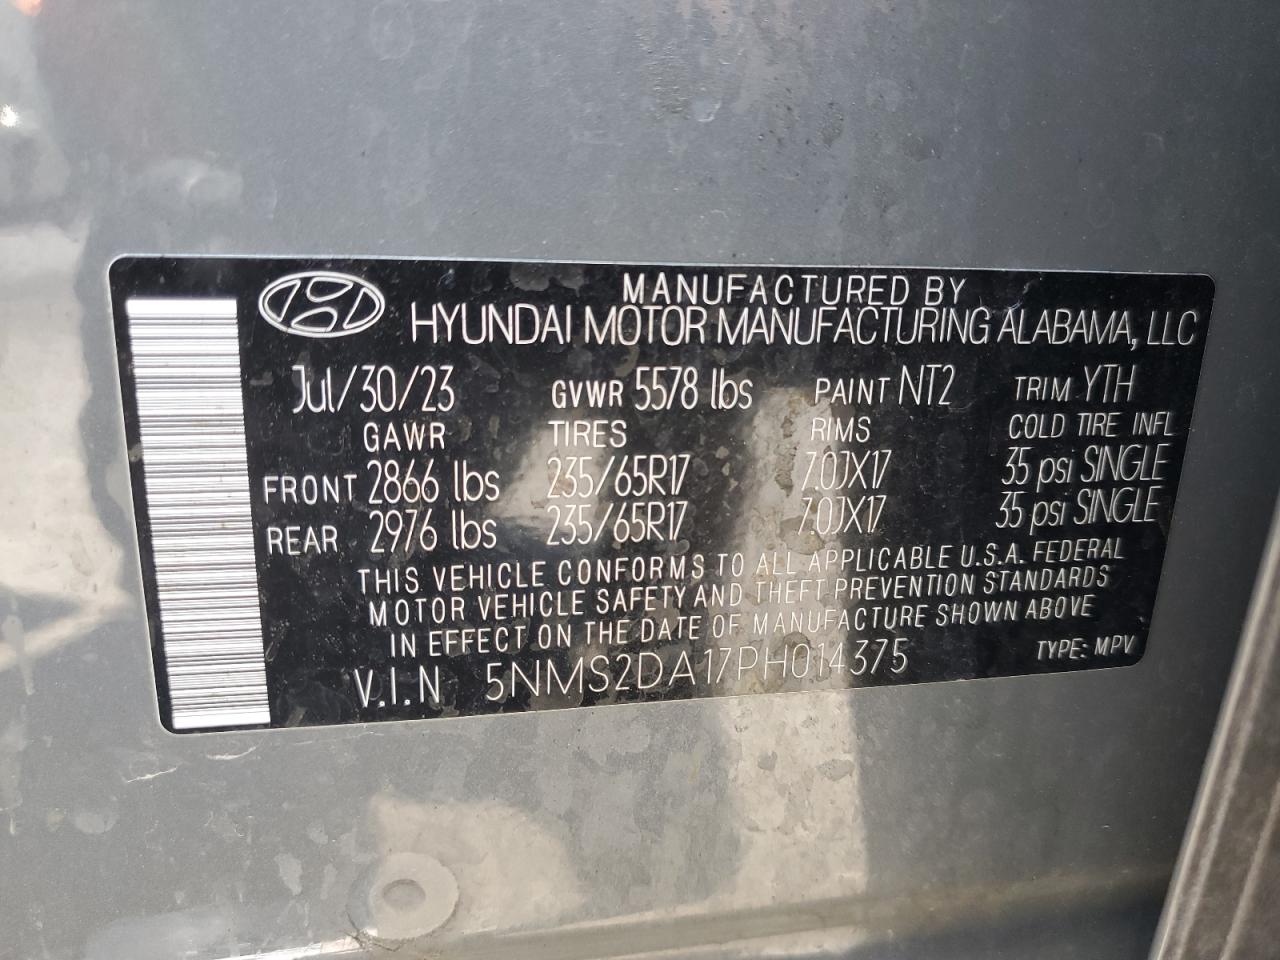 MANUFACTURED BY
HYUNDAI MOTOR MANUFACTURING ALABAMA, LLC
Jul/30/23 GVWR 5578 lbs PAINT NT2 TRIM YTH
GAWR TIRES RIMS COLD TIRE INFL
FRONT 2866 lbs 235/65R17 7.0JX17 35 psi SINGLE
REAR 2976 lbs 235/65R17 7.0JX17 35 psi SINGLE
THIS VEHICLE CONFORMS TO ALL APPLICABLE U.S.A. FEDERAL
MOTOR VEHICLE SAFETY AND THEFT PREVENTION STANDARDS
IN EFFECT ON THE DATE OF MANUFACTURE SHOWN ABOVE
V.I.N 5NMS2DA17PH014375 TYPE: MPV